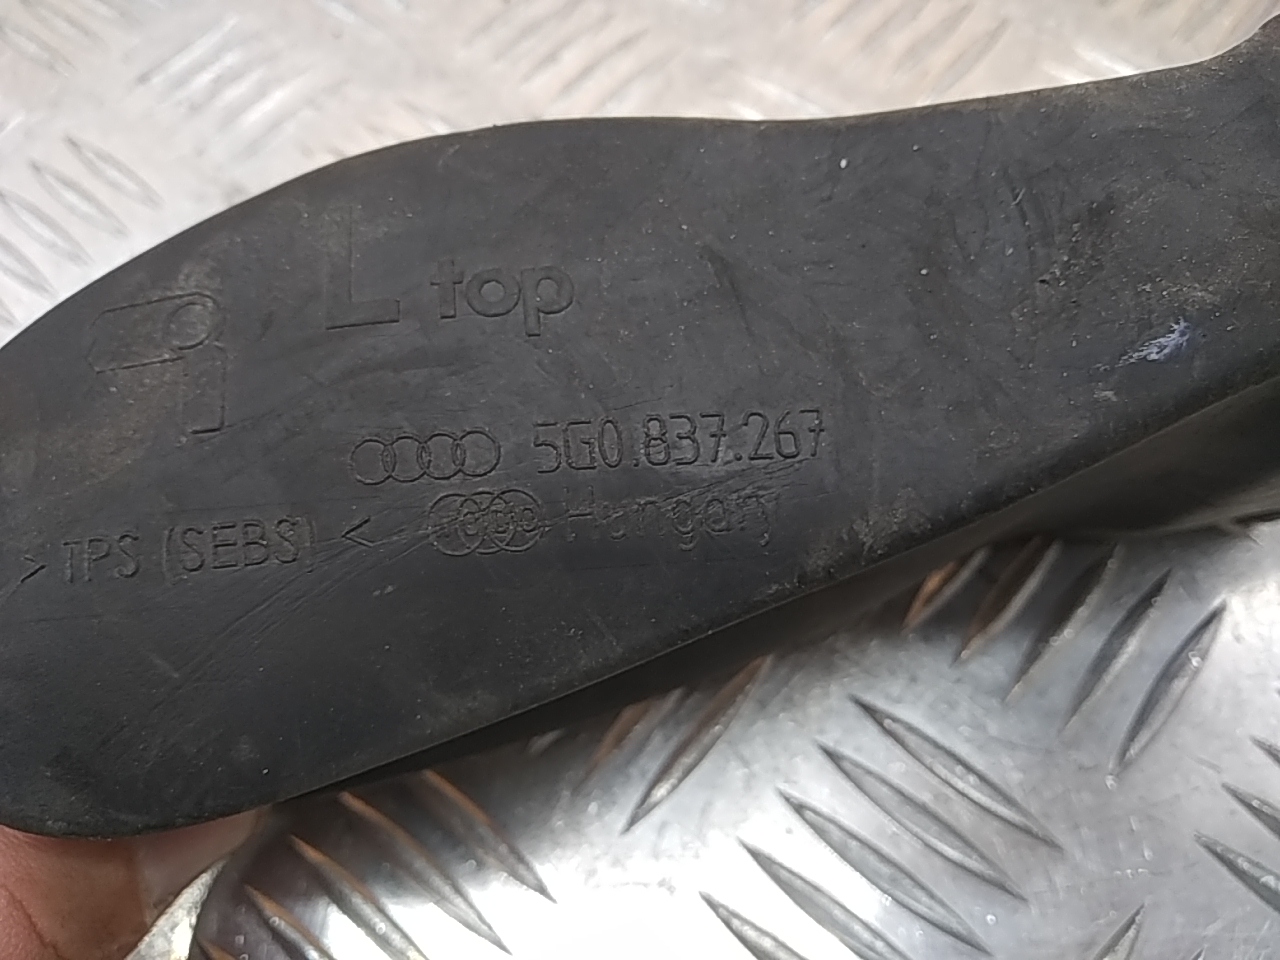 L top
5G0.837.267
>TPS (SEBS)< Hungary